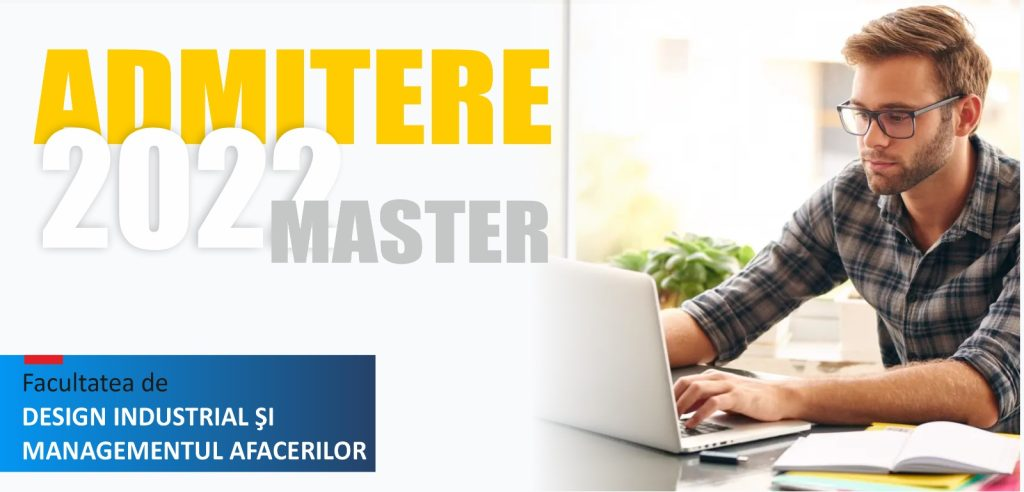 ADMITERE
2022
MASTER
Facultatea de
DESIGN INDUSTRIAL ŞI
MANAGEMENTUL AFACERILOR